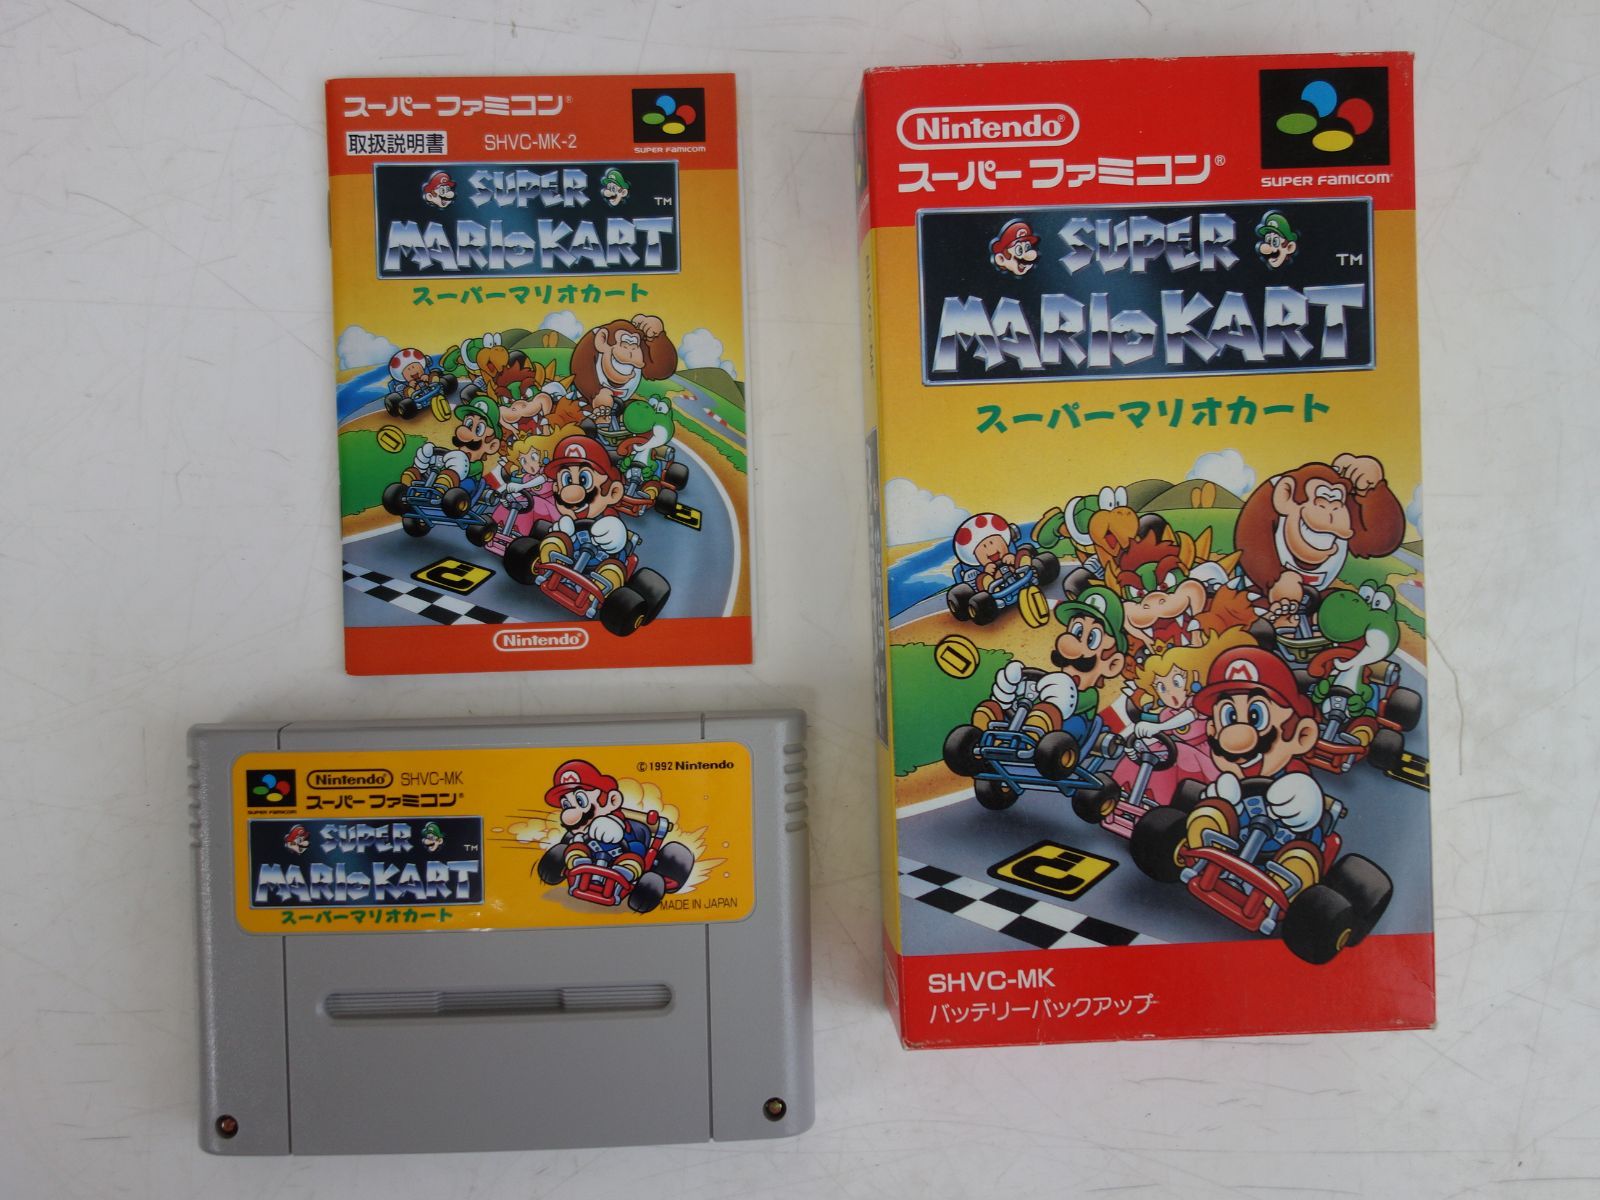 スーパーファミコン®
取扱説明書 SHVC-MK-2
SUPER FAMICOM
SUPER
MARIO KART
TM
スーパーマリオカート
Nintendo®
Nintendo®
スーパーファミコン®
SUPER FAMICOM®
SUPER
TM
MARIO KART
スーパーマリオカート
SHVC-MK
バッテリーバックアップ
SHVC-MK
Nintendo® SHVC-MK
スーパーファミコン®
SUPER FAMICOM
©1992 Nintendo
SUPER
TM
MARIO KART
スーパーマリオカート
MADE IN JAPAN